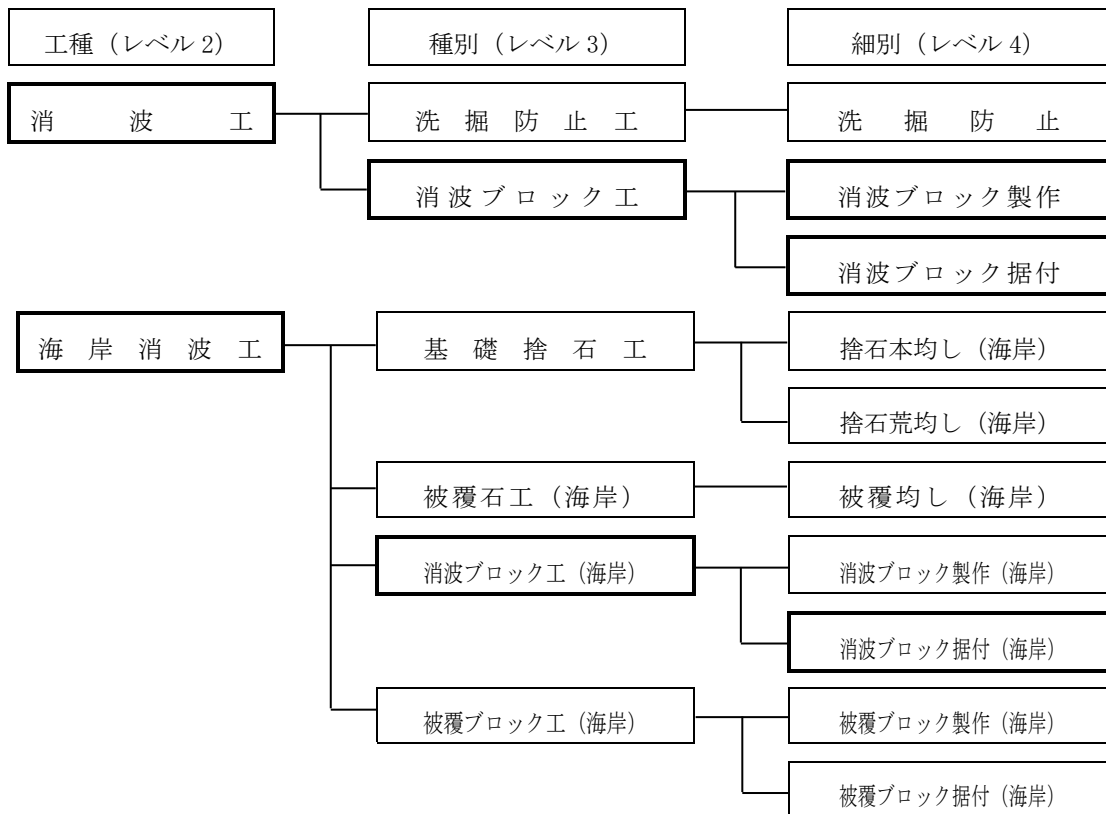 工種（レベル 2） 種別（レベル 3） 細別（レベル 4）
消波工 洗掘防止工 洗掘防止
消波ブロック工 消波ブロック製作
消波ブロック据付
海岸消波工 基礎捨石工 捨石本均し（海岸）
捨石荒均し（海岸）
被覆石工（海岸） 被覆均し（海岸）
消波ブロック工（海岸） 消波ブロック製作（海岸）
消波ブロック据付（海岸）
被覆ブロック工（海岸） 被覆ブロック製作（海岸）
被覆ブロック据付（海岸）